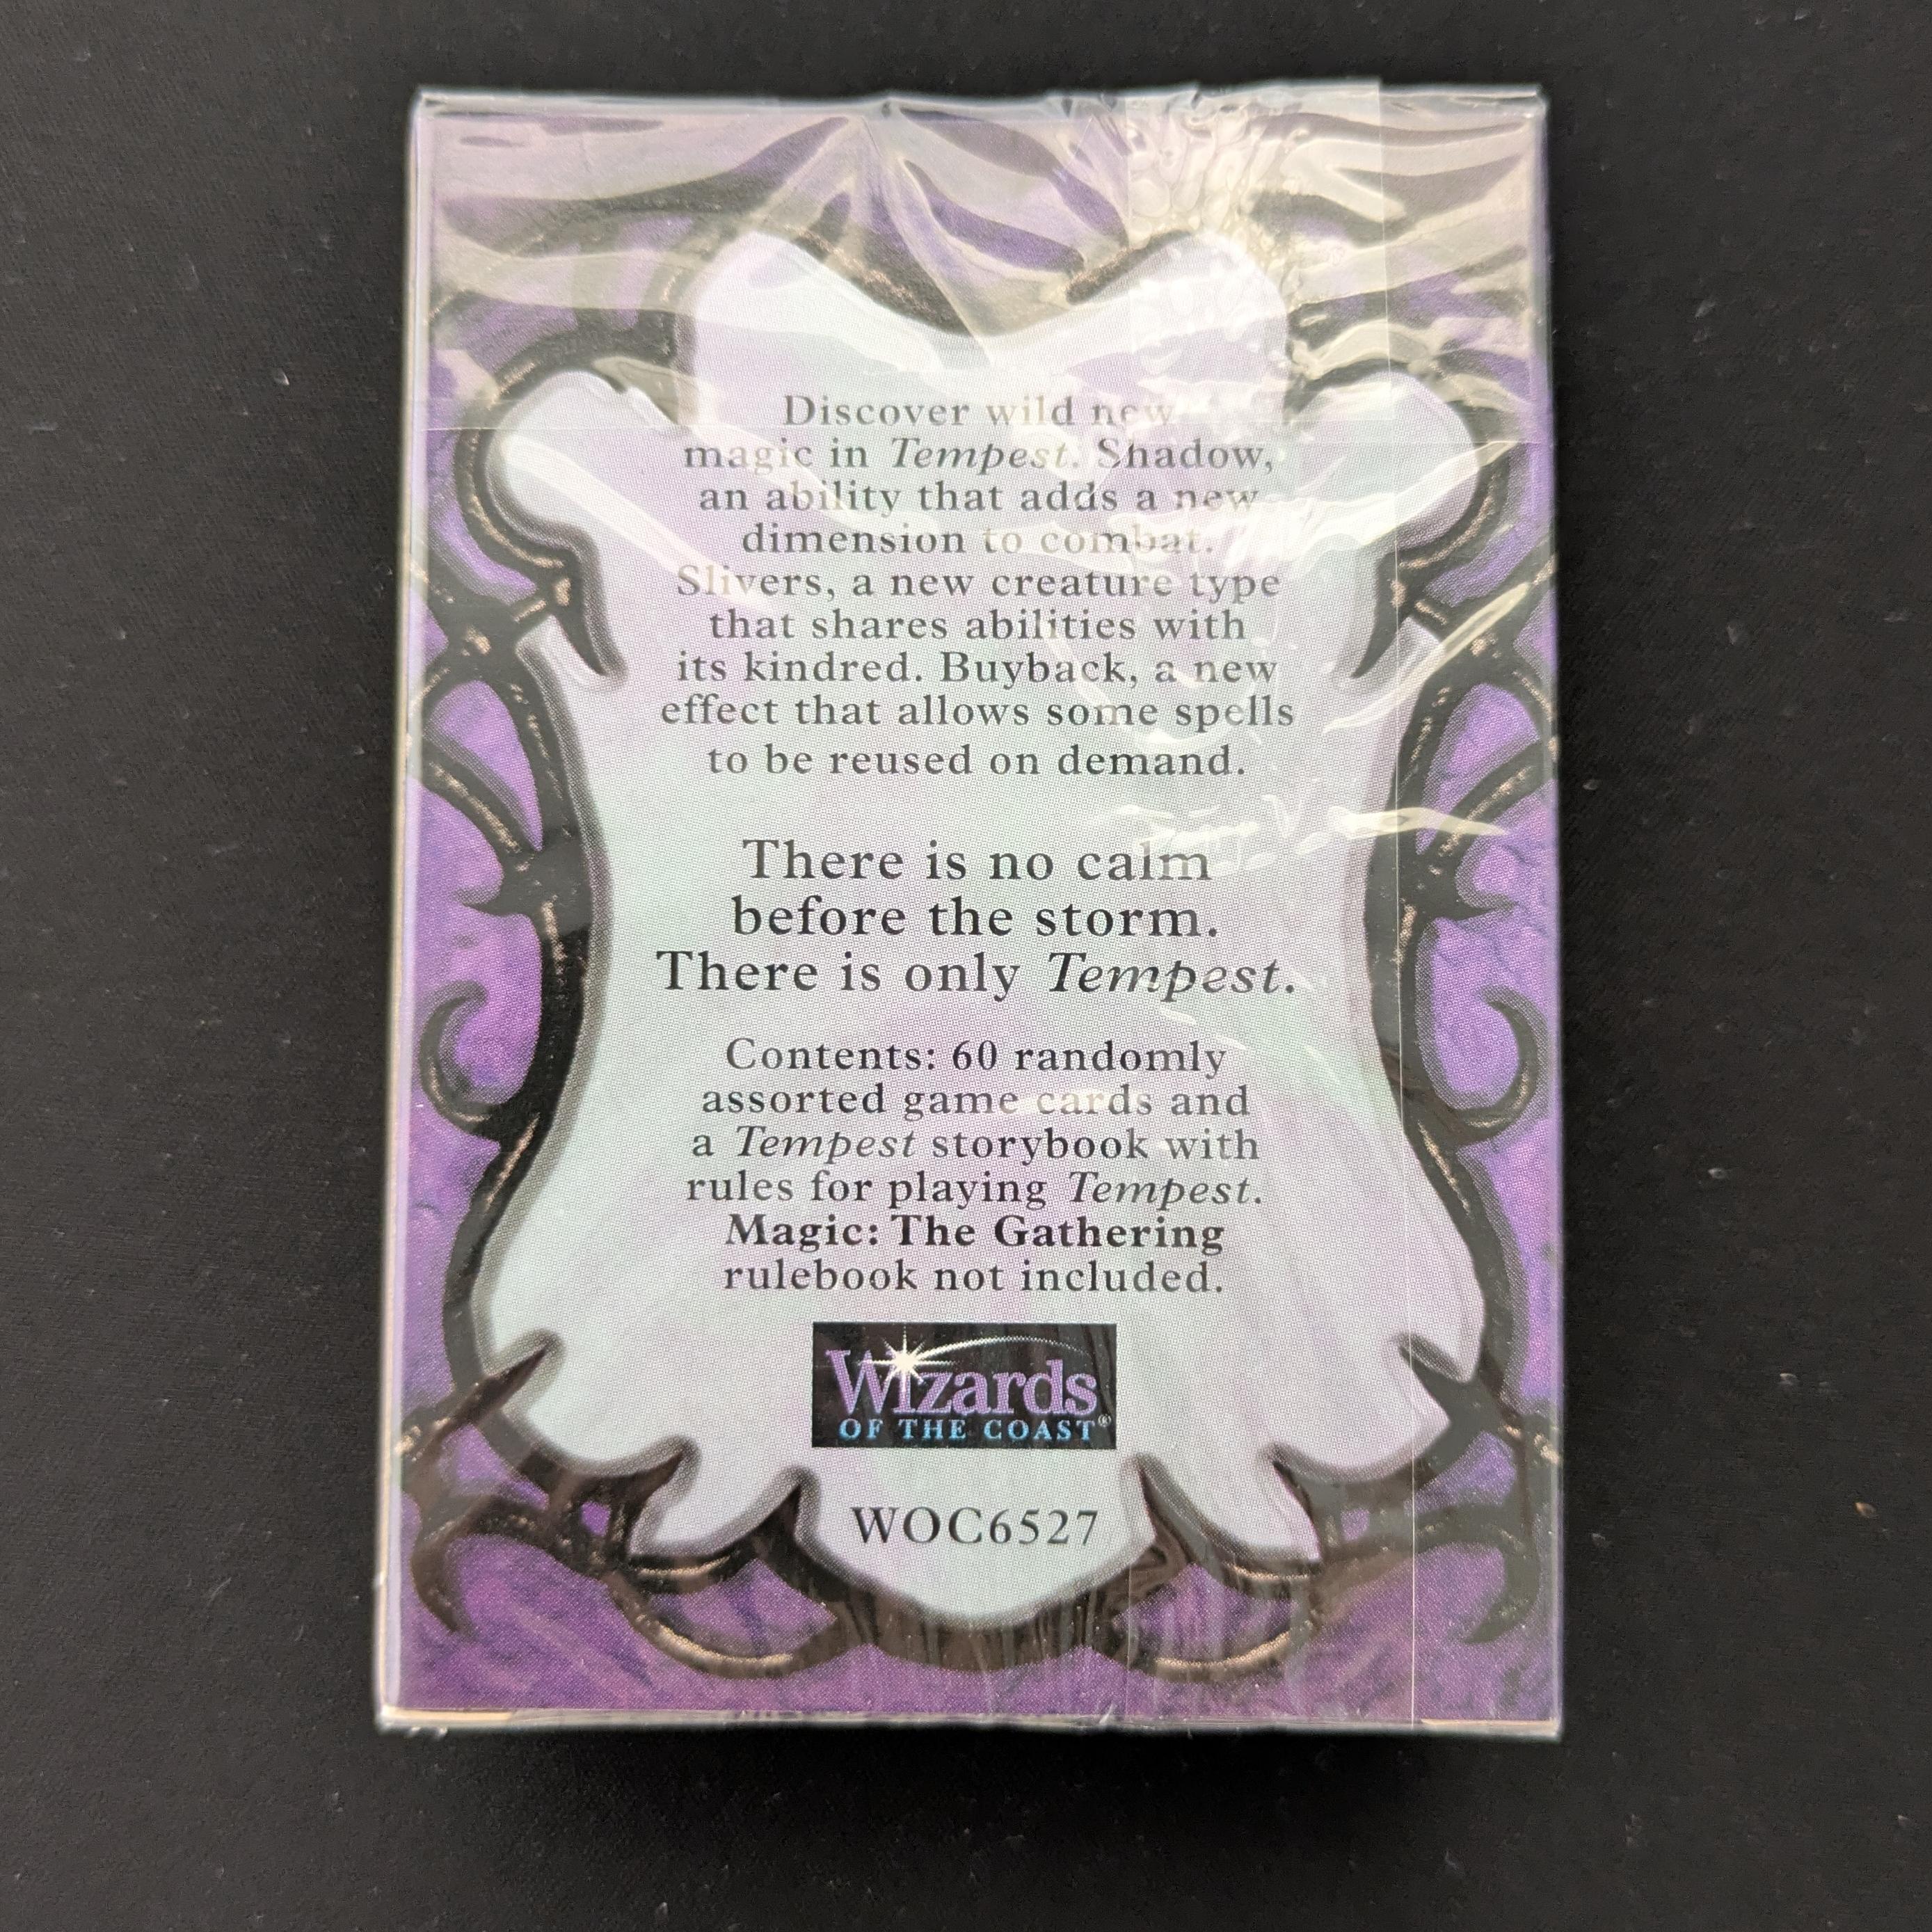 Discover wild new
magic in Tempest. Shadow,
an ability that adds a new
dimension to combat.
Slivers, a new creature type
that shares abilities with
its kindred. Buyback, a new
effect that allows some spells
to be reused on demand.
There is no calm
before the storm.
There is only Tempest.
Contents: 60 randomly
assorted game cards and
a Tempest storybook with
rules for playing Tempest.
Magic: The Gathering
rulebook not included.
Wizards
OF THE COAST®
WOC6527